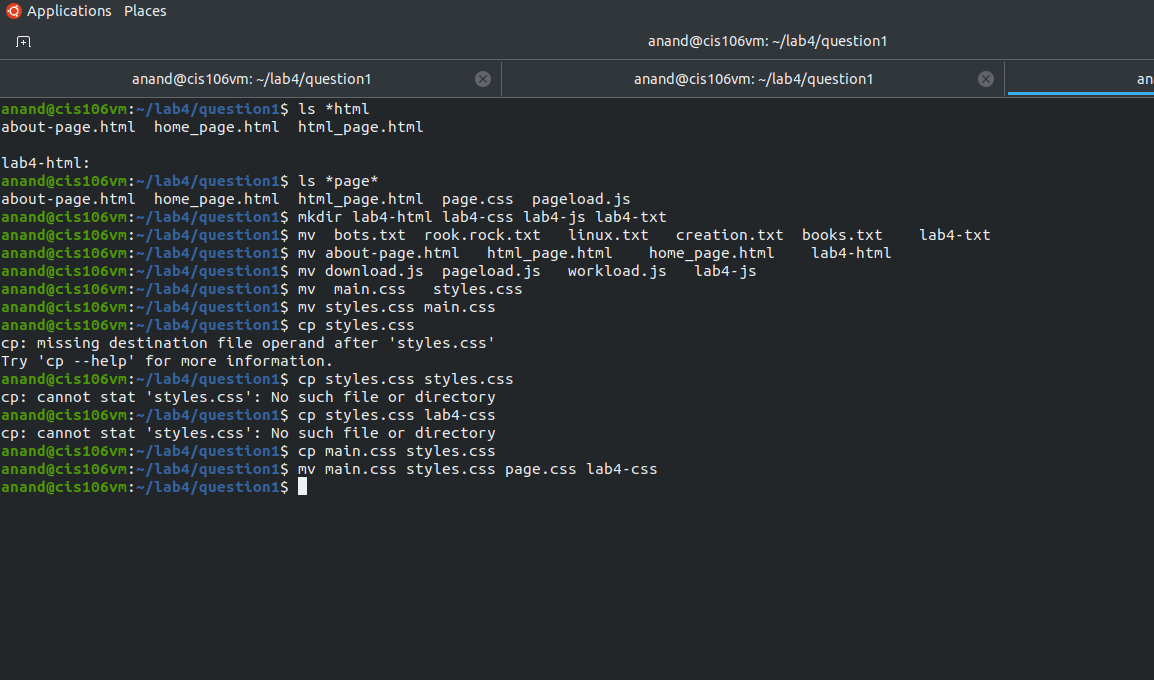 Applications Places
anand@cis106vm: ~/lab4/question1
anand@cis106vm: ~/lab4/question1 anand@cis106vm: ~/lab4/question1 an
anand@cis106vm:~/lab4/question1$ ls *html
about-page.html  home_page.html  html_page.html

lab4-html:
anand@cis106vm:~/lab4/question1$ ls *page*
about-page.html  home_page.html  html_page.html  page.css  pageload.js
anand@cis106vm:~/lab4/question1$ mkdir lab4-html lab4-css lab4-js lab4-txt
anand@cis106vm:~/lab4/question1$ mv  bots.txt  rook.rock.txt   linux.txt   creation.txt  books.txt    lab4-txt
anand@cis106vm:~/lab4/question1$ mv about-page.html   html_page.html    home_page.html    lab4-html
anand@cis106vm:~/lab4/question1$ mv download.js  pageload.js   workload.js   lab4-js
anand@cis106vm:~/lab4/question1$ mv  main.css   styles.css
anand@cis106vm:~/lab4/question1$ mv styles.css main.css
anand@cis106vm:~/lab4/question1$ cp styles.css
cp: missing destination file operand after 'styles.css'
Try 'cp --help' for more information.
anand@cis106vm:~/lab4/question1$ cp styles.css styles.css
cp: cannot stat 'styles.css': No such file or directory
anand@cis106vm:~/lab4/question1$ cp styles.css lab4-css
cp: cannot stat 'styles.css': No such file or directory
anand@cis106vm:~/lab4/question1$ cp main.css styles.css
anand@cis106vm:~/lab4/question1$ mv main.css styles.css page.css lab4-css
anand@cis106vm:~/lab4/question1$